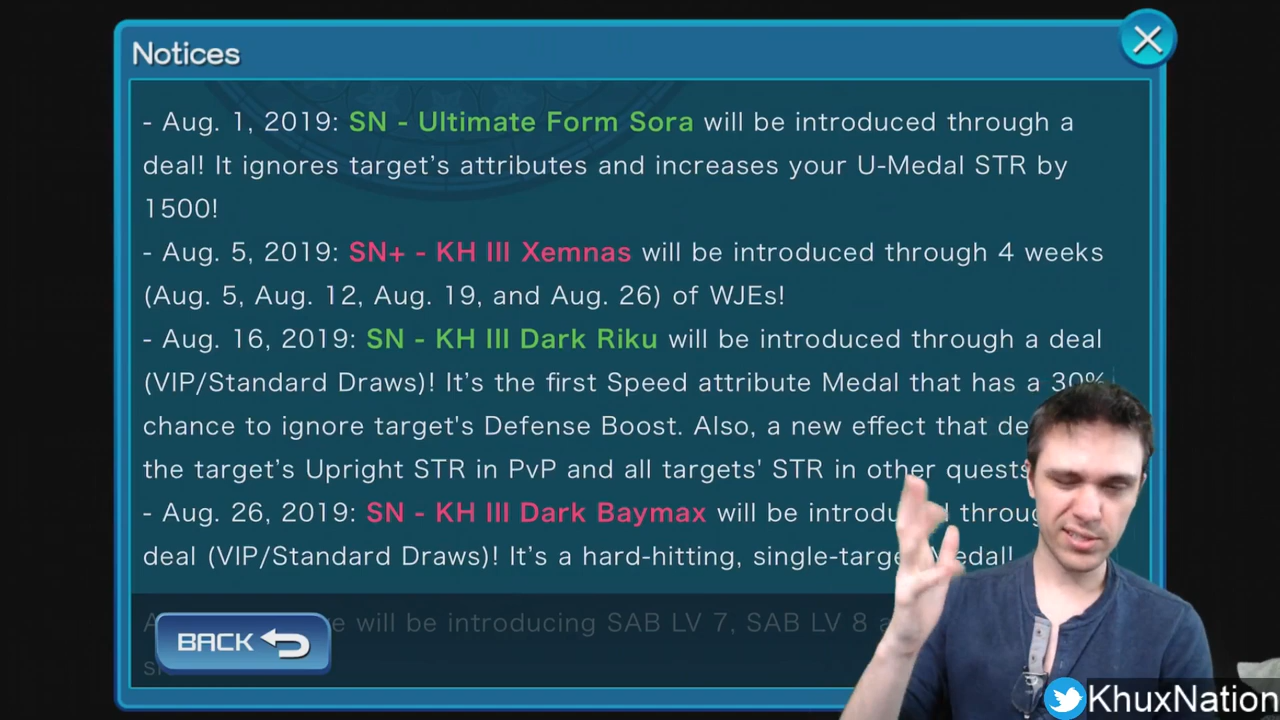 Notices
- Aug. 1, 2019: SN - Ultimate Form Sora will be introduced through a
deal! It ignores target's attributes and increases your U-Medal STR by
1500!
- Aug. 5, 2019: SN+ - KH III Xemnas will be introduced through 4 weeks
(Aug. 5, Aug. 12, Aug. 19, and Aug. 26) of WJEs!
- Aug. 16, 2019: SN - KH III Dark Riku will be introduced through a deal
(VIP/Standard Draws)! It's the first Speed attribute Medal that has a 30%
chance to ignore target's Defense Boost. Also, a new effect that
the target's Upright STR in PvP and all targets' STR in other quests
- Aug. 26, 2019: SN - KH III Dark Baymax will be
deal (VIP/Standard Draws)! It's a hard-hitting, Medal!
will be introducing SAB LV 7, SAB LV 8
BACK
KhuxNation